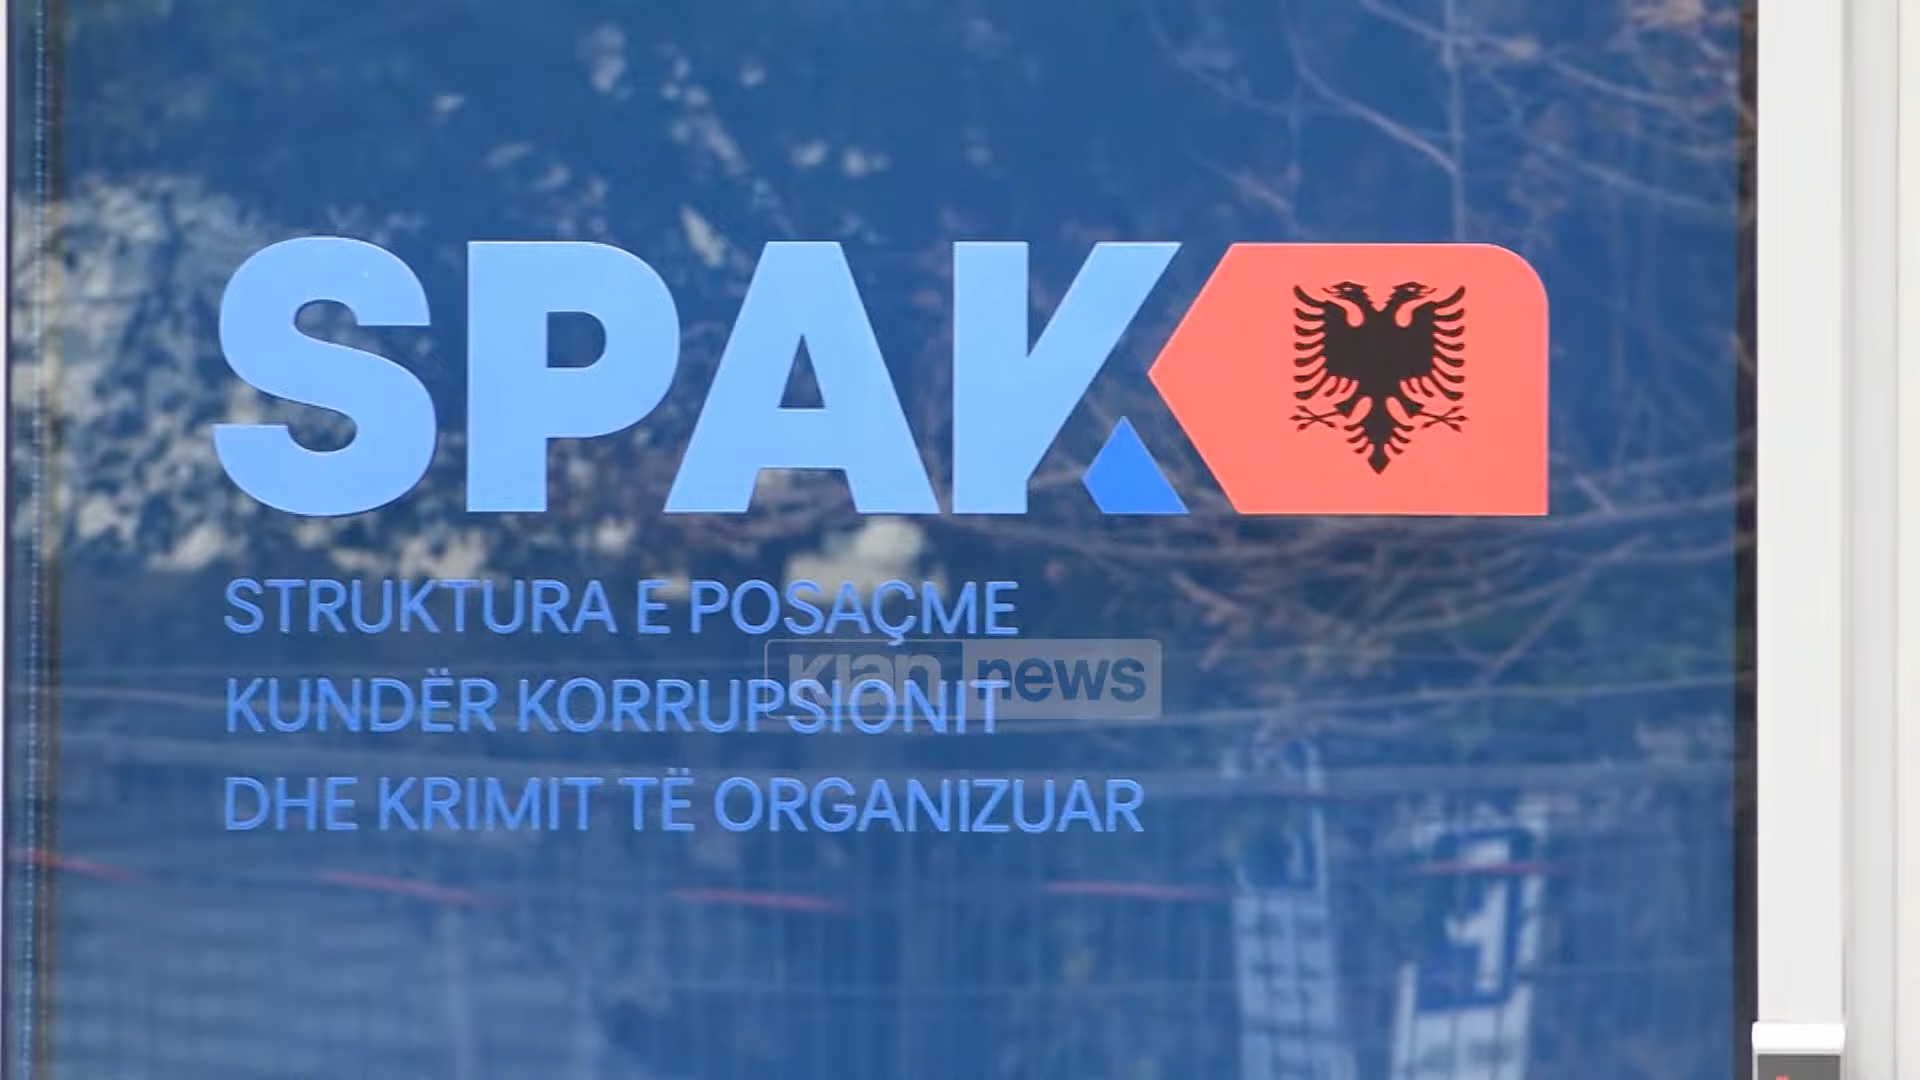 SPAK
STRUKTURA E POSAÇME
klan news
KUNDËR KORRUPSIONIT
DHE KRIMIT TË ORGANIZUAR